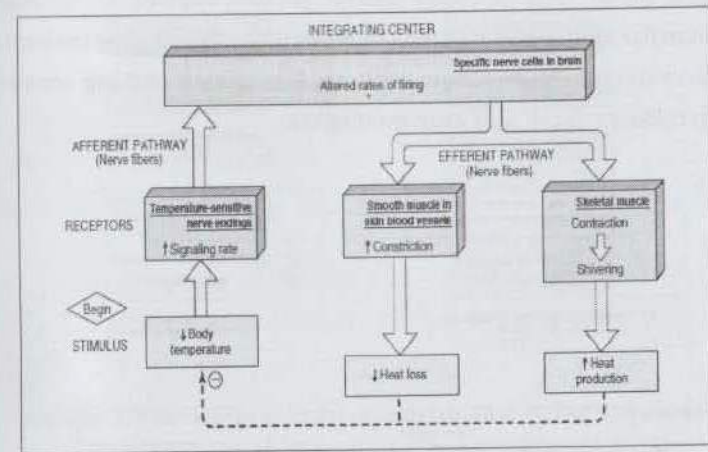 INTEGRATING CENTER
Specific nerve cells in brain
Altered rates of firing
AFFERENT PATHWAY
(Nerve fibers)
EFFERENT PATHWAY
(Nerve fibers)
RECEPTORS
Temperature-sensitive
nerve endings
↑ Signaling rate
Smooth muscle in
skin blood vessels
↑ Constriction
Skeletal muscle
Contraction
Shivering
Begin
STIMULUS
↓ Body
temperature
↓ Heat loss
↑ Heat
production